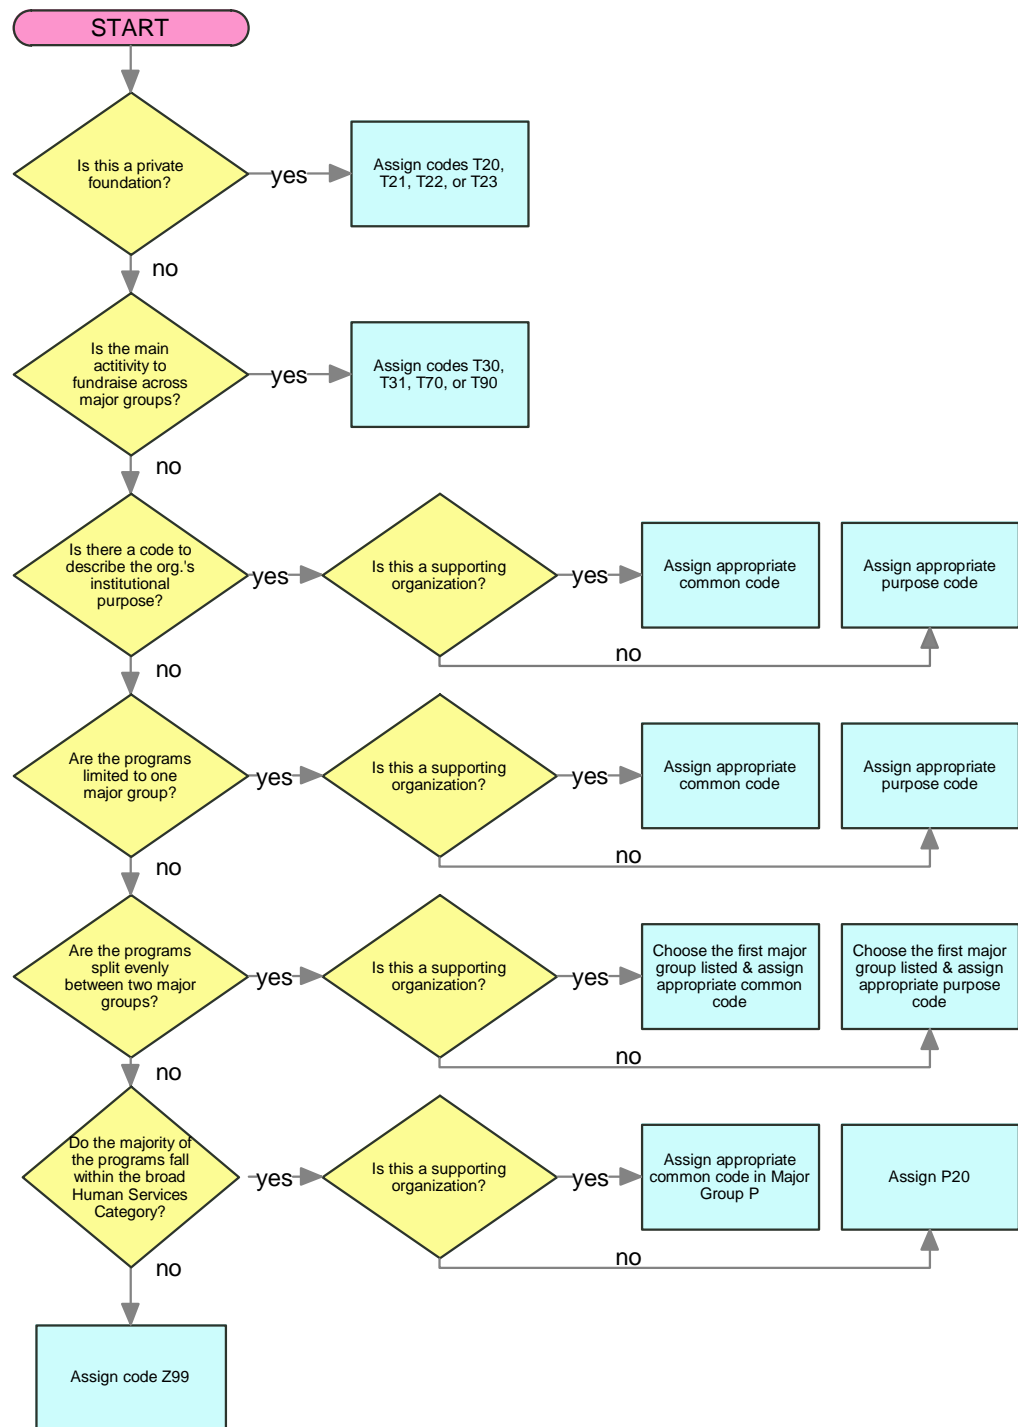 START
Is this a private
foundation?
yes
Assign codes T20,
T21, T22, or T23
no
Is the main
actitivity to
fundraise across
major groups?
yes
Assign codes T30,
T31, T70, or T90
no
Is there a code to
describe the org.'s
institutional
purpose?
yes
Is this a supporting
organization?
yes
Assign appropriate
common code
Assign appropriate
purpose code
no
no
Are the programs
limited to one
major group?
yes
Is this a supporting
organization?
yes
Assign appropriate
common code
Assign appropriate
purpose code
no
no
Are the programs
split evenly
between two major
groups?
yes
Is this a supporting
organization?
yes
Choose the first major
group listed & assign
appropriate common
code
Choose the first major
group listed & assign
appropriate purpose
code
no
no
Do the majority of
the programs fall
within the broad
Human Services
Category?
yes
Is this a supporting
organization?
yes
Assign appropriate
common code in Major
Group P
Assign P20
no
no
Assign code Z99